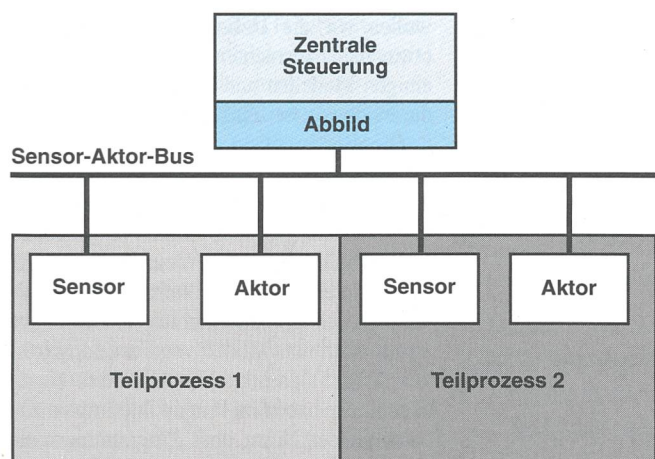 Zentrale
Steuerung
Abbild
Sensor-Aktor-Bus
Sensor
Aktor
Sensor
Aktor
Teilprozess 1
Teilprozess 2